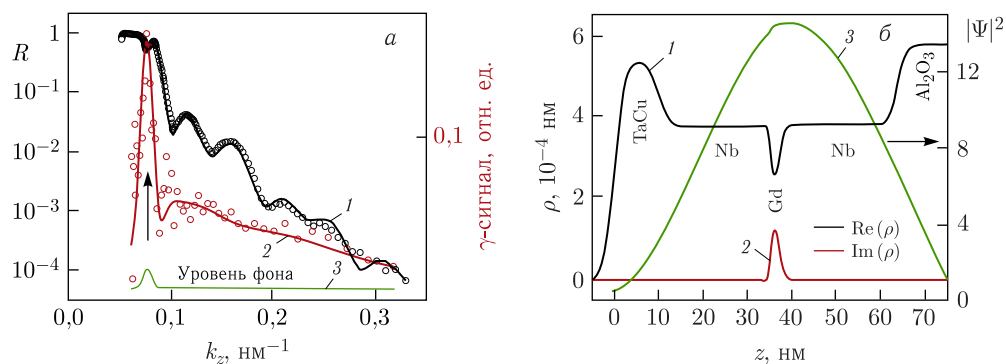 R
1
10⁻¹
10⁻²
10⁻³
10⁻⁴
а
1
2
Уровень фона
3
0,0
0,1
0,2
0,3
k_z, нм⁻¹
0,1
γ-сигнал, отн. ед.
ρ, 10⁻⁴ нм
6
4
2
0
1
TaCu
Nb
Gd
Nb
3
б
Al₂O₃
2
Re (ρ)
Im (ρ)
|Ψ|²
12
8
4
0
0
10
20
30
40
50
60
70
z, нм